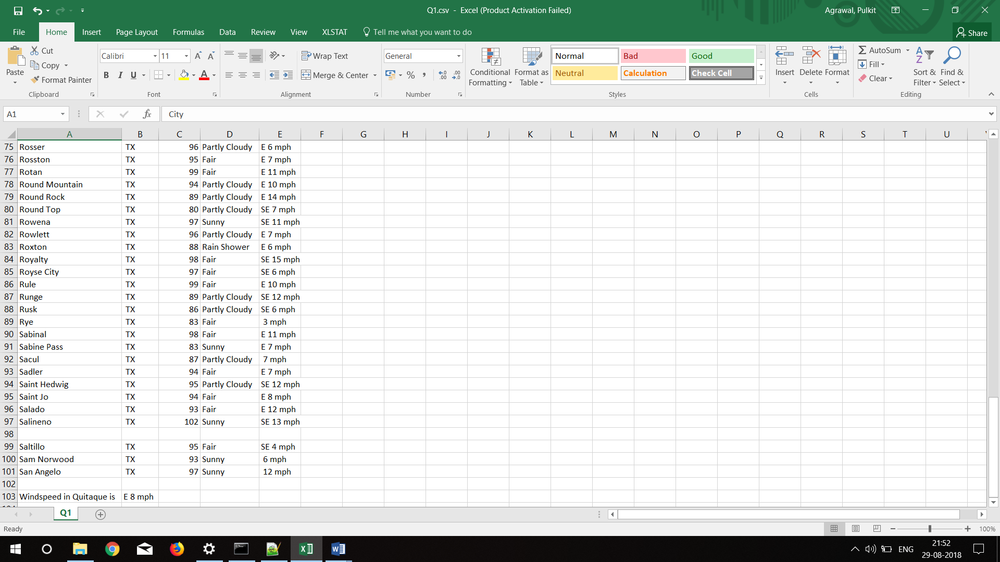 Q1.csv - Excel (Product Activation Failed)
Agrawal, Pulkit
File Home Insert Page Layout Formulas Data Review View XLSTAT Tell me what you want to do Share
Paste
Cut
Copy
Format Painter
Clipboard
Calibri 11
B I U
Font
Wrap Text
Merge & Center
Alignment
General
% , .00 .0
Number
Conditional Formatting
Format as Table
Normal Bad Good
Neutral Calculation Check Cell
Styles
Insert Delete Format
Cells
AutoSum
Fill
Clear
Sort & Filter
Find & Select
Editing
A1 fx City
A B C D E F G H I J K L M N O P Q R S T U
75 Rosser TX 96 Partly Cloudy E 6 mph
76 Rosston TX 95 Fair E 7 mph
77 Rotan TX 99 Fair E 11 mph
78 Round Mountain TX 94 Partly Cloudy E 10 mph
79 Round Rock TX 89 Partly Cloudy E 14 mph
80 Round Top TX 80 Partly Cloudy SE 7 mph
81 Rowena TX 97 Sunny SE 11 mph
82 Rowlett TX 96 Partly Cloudy E 7 mph
83 Roxton TX 88 Rain Shower E 6 mph
84 Royalty TX 98 Fair SE 15 mph
85 Royse City TX 97 Fair SE 6 mph
86 Rule TX 99 Fair E 10 mph
87 Runge TX 89 Partly Cloudy SE 12 mph
88 Rusk TX 86 Partly Cloudy SE 6 mph
89 Rye TX 83 Fair 3 mph
90 Sabinal TX 98 Fair E 11 mph
91 Sabine Pass TX 83 Sunny E 7 mph
92 Sacul TX 87 Partly Cloudy 7 mph
93 Sadler TX 94 Fair E 7 mph
94 Saint Hedwig TX 95 Partly Cloudy SE 12 mph
95 Saint Jo TX 94 Fair E 8 mph
96 Salado TX 93 Fair E 12 mph
97 Salineno TX 102 Sunny SE 13 mph
98
99 Saltillo TX 95 Fair SE 4 mph
100 Sam Norwood TX 93 Sunny 6 mph
101 San Angelo TX 97 Sunny 12 mph
102
103 Windspeed in Quitaque is E 8 mph
Q1
Ready
100%
ENG
21:52
29-08-2018